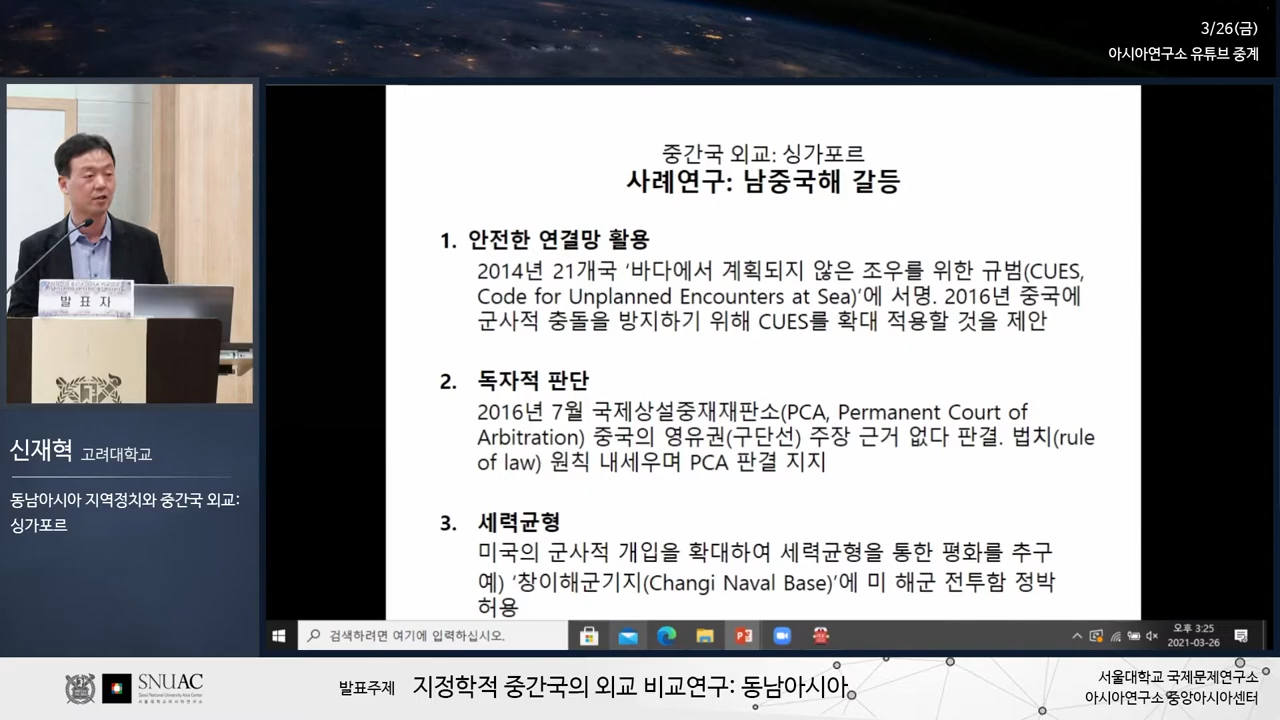 3/26(금)
아시아연구소 유튜브 중계
중간국 외교: 싱가포르
사례연구: 남중국해 갈등
1. 안전한 연결망 활용
2014년 21개국 ‘바다에서 계획되지 않은 조우를 위한 규범(CUES,
Code for Unplanned Encounters at Sea)’에 서명. 2016년 중국에
군사적 충돌을 방지하기 위해 CUES를 확대 적용할 것을 제안
2. 독자적 판단
2016년 7월 국제상설중재재판소(PCA, Permanent Court of
Arbitration) 중국의 영유권(구단선) 주장 근거 없다 판결. 법치(rule
of law) 원칙 내세우며 PCA 판결 지지
3. 세력균형
미국의 군사적 개입을 확대하여 세력균형을 통한 평화를 추구
예) ‘창이해군기지(Changi Naval Base)’에 미 해군 전투함 정박
허용
발 표 자
신재혁 고려대학교
동남아시아 지역정치와 중간국 외교:
싱가포르
검색하려면 여기에 입력하십시오.
오후 3:25
2021-03-26
SNUAC
Seoul National University Asia Center
서울대학교아시아연구소
발표주제 지정학적 중간국의 외교 비교연구: 동남아시아
서울대학교 국제문제연구소
아시아연구소 중앙아시아센터